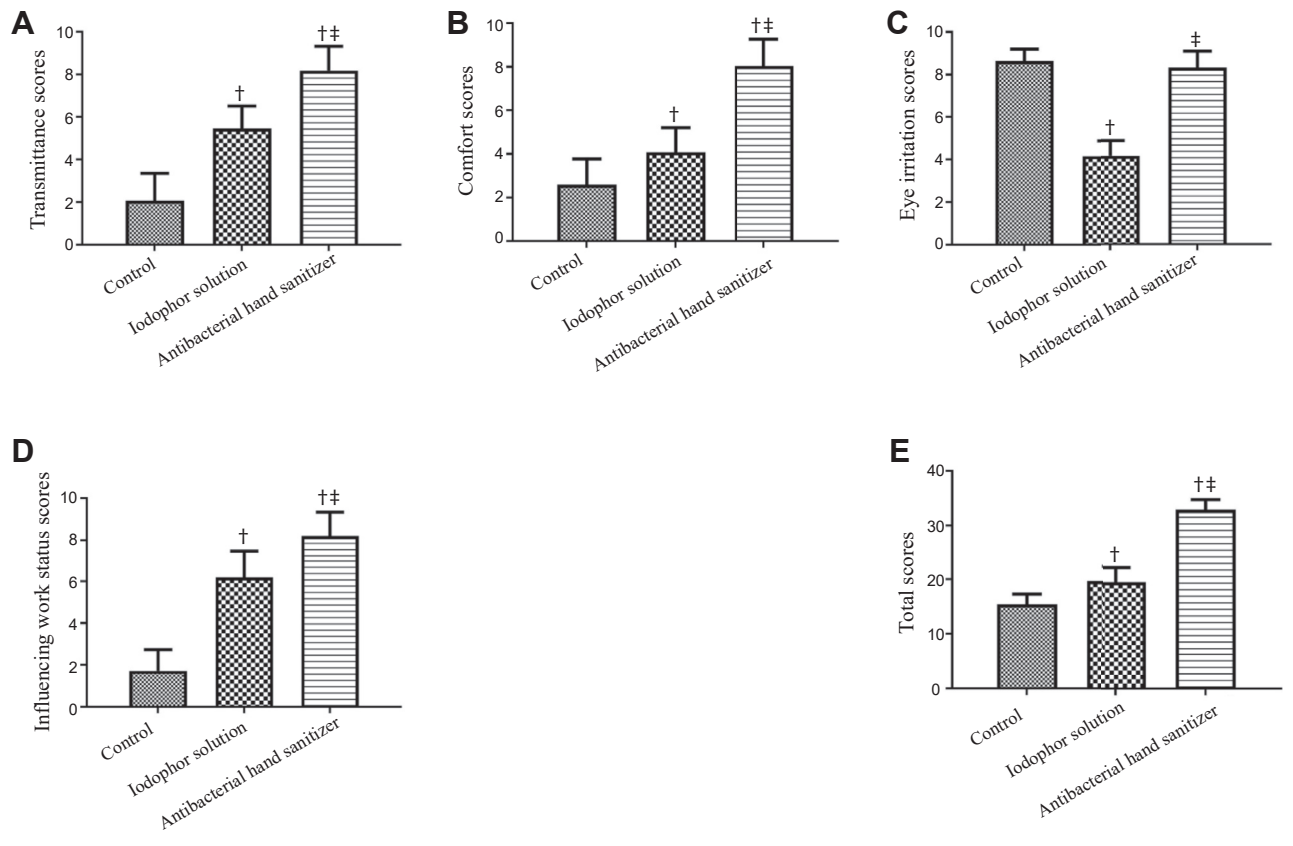 A
Transmittance scores
10
8
6
4
2
0
†
†‡
Control
Iodophor solution
Antibacterial hand sanitizer
B
Comfort scores
10
8
6
4
2
0
†
†‡
Control
Iodophor solution
Antibacterial hand sanitizer
C
Eye irritation scores
10
8
6
4
2
0
†
‡
Control
Iodophor solution
Antibacterial hand sanitizer
D
Influencing work status scores
10
8
6
4
2
0
†
†‡
Control
Iodophor solution
Antibacterial hand sanitizer
E
Total scores
40
30
20
10
0
†
†‡
Control
Iodophor solution
Antibacterial hand sanitizer